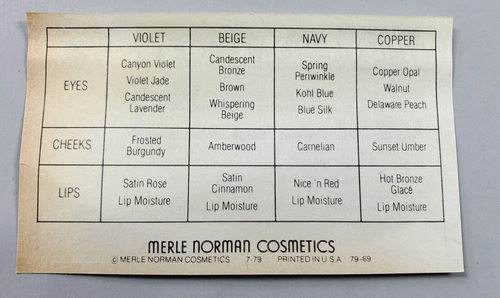 VIOLET BEIGE NAVY COPPER
EYES
Canyon Violet
Violet Jade
Candescent
Lavender
Candescent
Bronze
Brown
Whispering
Beige
Spring
Periwinkle
Kohl Blue
Blue Silk
Copper Opal
Walnut
Delaware Peach
CHEEKS
Frosted
Burgundy
Amberwood
Carnelian
Sunset Umber
LIPS
Satin Rose
Lip Moisture
Satin
Cinnamon
Lip Moisture
Nice 'n Red
Lip Moisture
Hot Bronze
Glacé
Lip Moisture
MERLE NORMAN COSMETICS
© MERLE NORMAN COSMETICS 7-79 PRINTED IN U S A 79-69